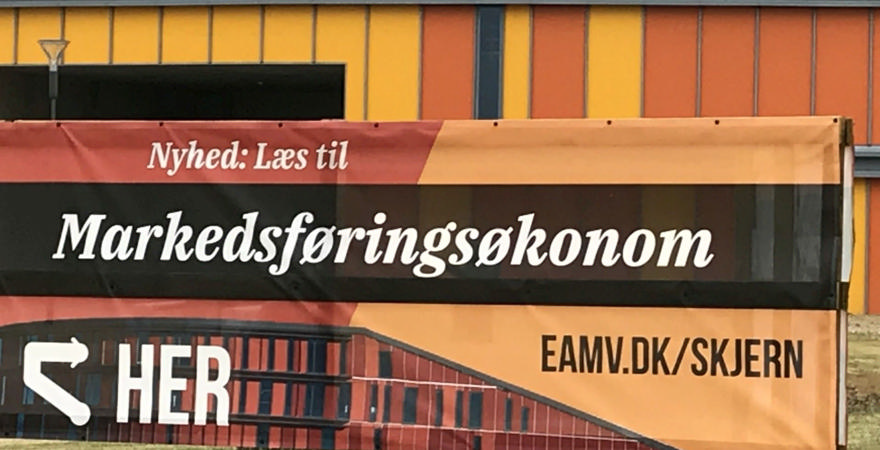 Nyhed: Læs til
Markedsføringsøkonom
HER
EAMV.DK/SKJERN